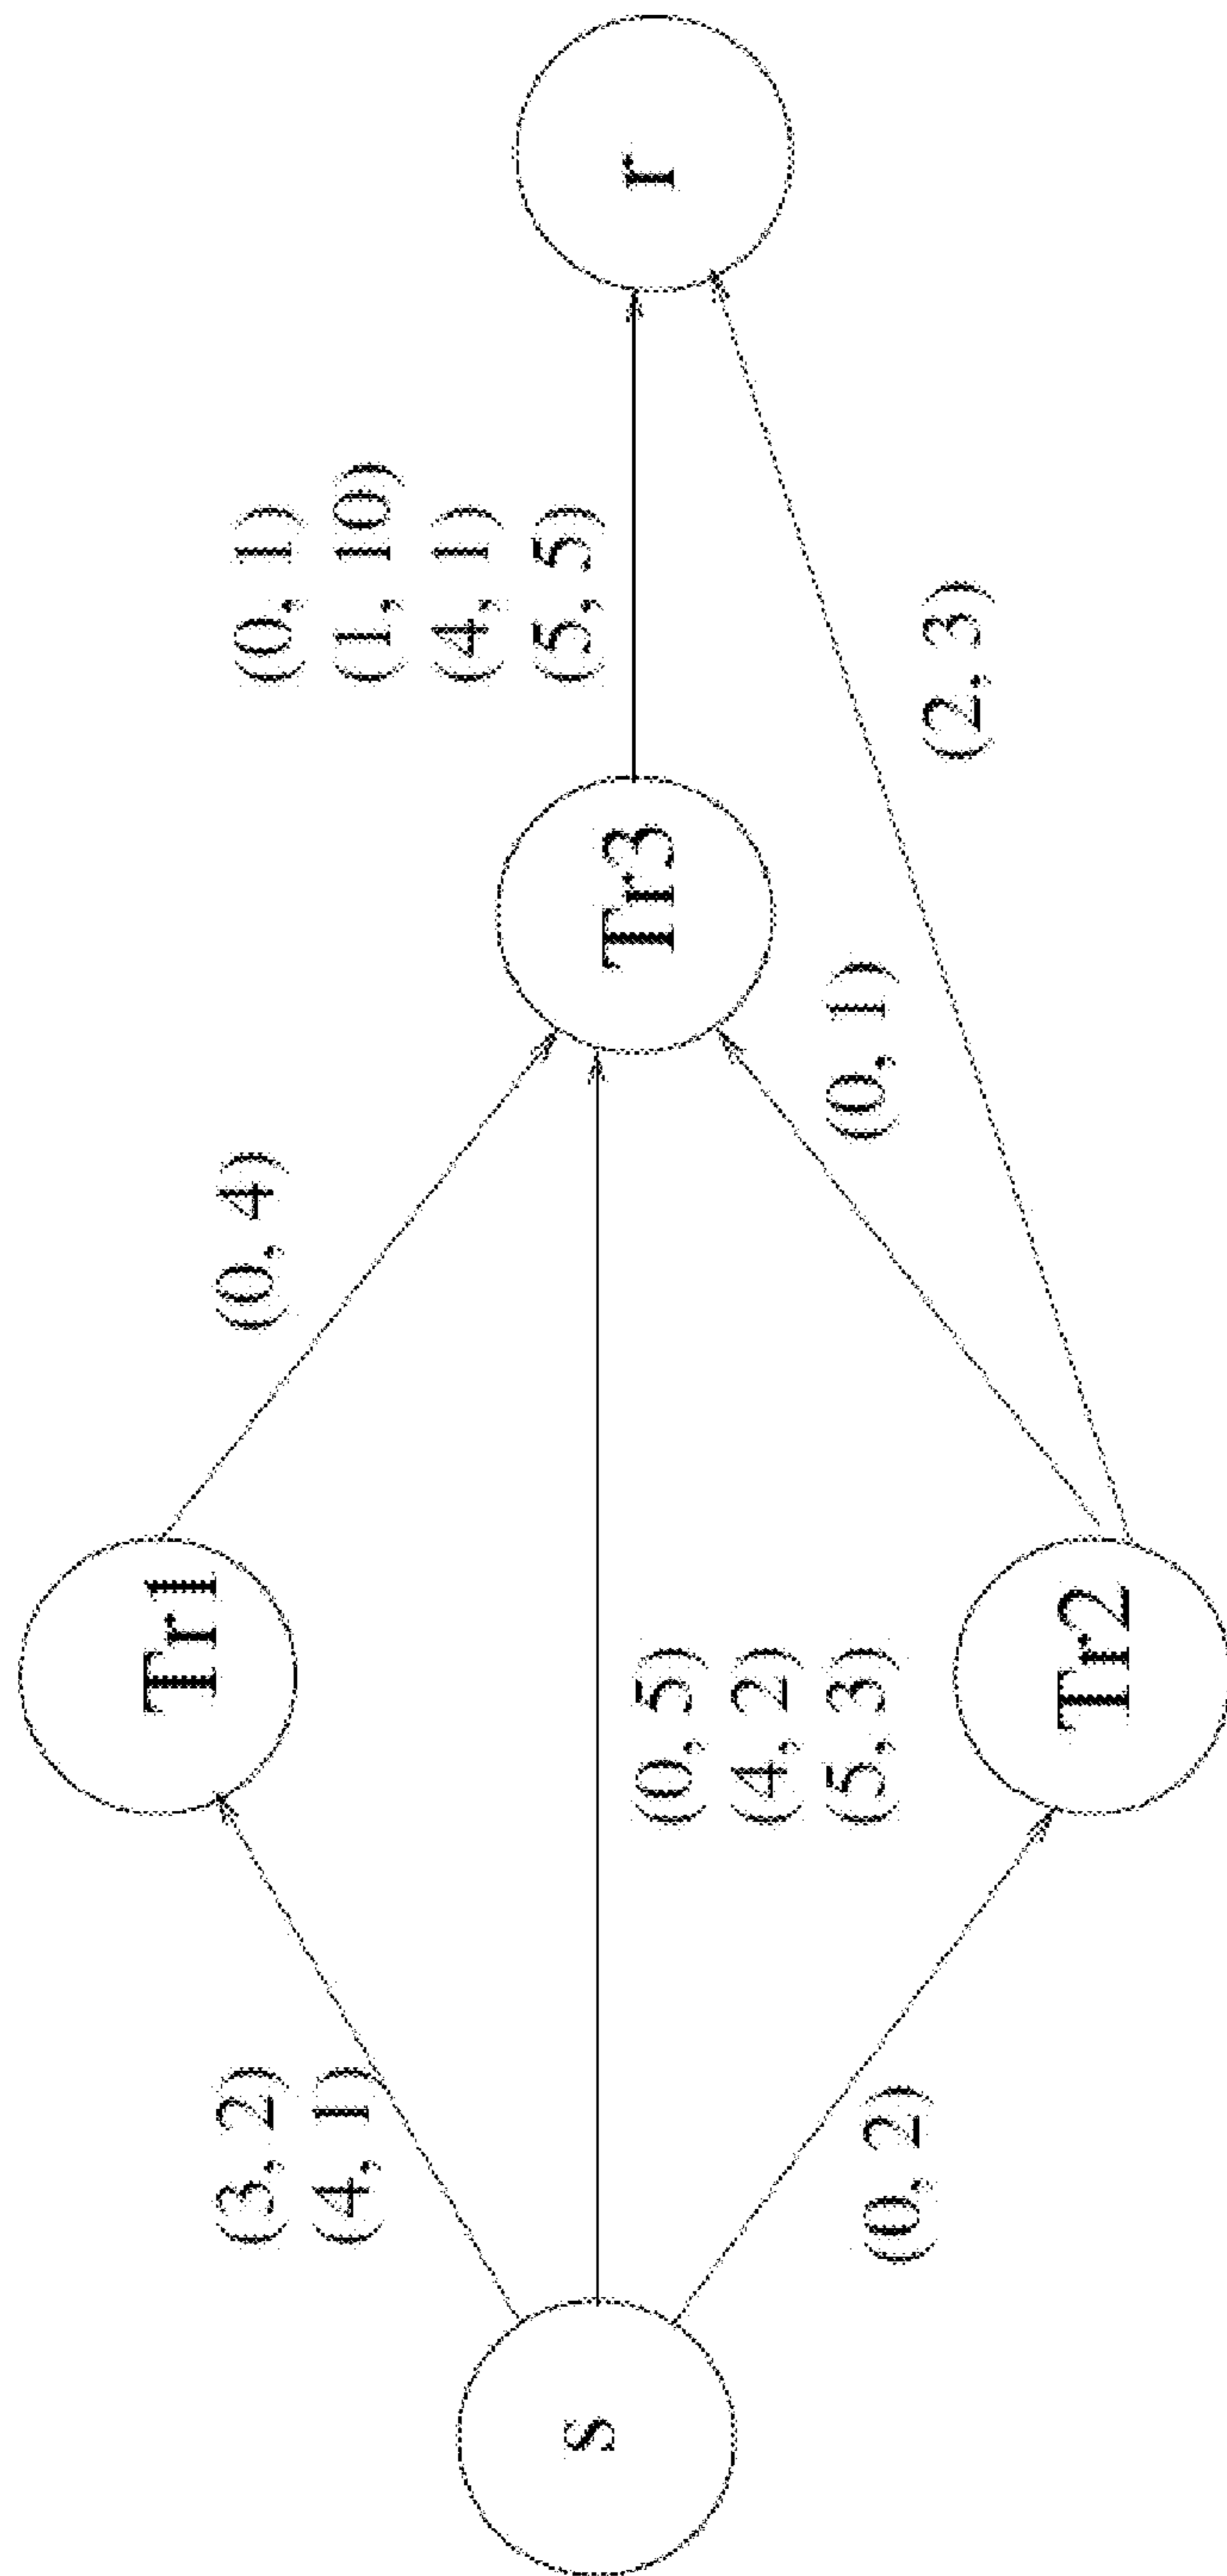 s
(3, 2)
(4, 1)
Tr1
(0, 4)
(0, 5)
(4, 2)
(5, 3)
(0, 2)
Tr2
Tr3
(0, 1)
(0, 1)
(1, 10)
(4, 1)
(5, 5)
(2, 3)
r